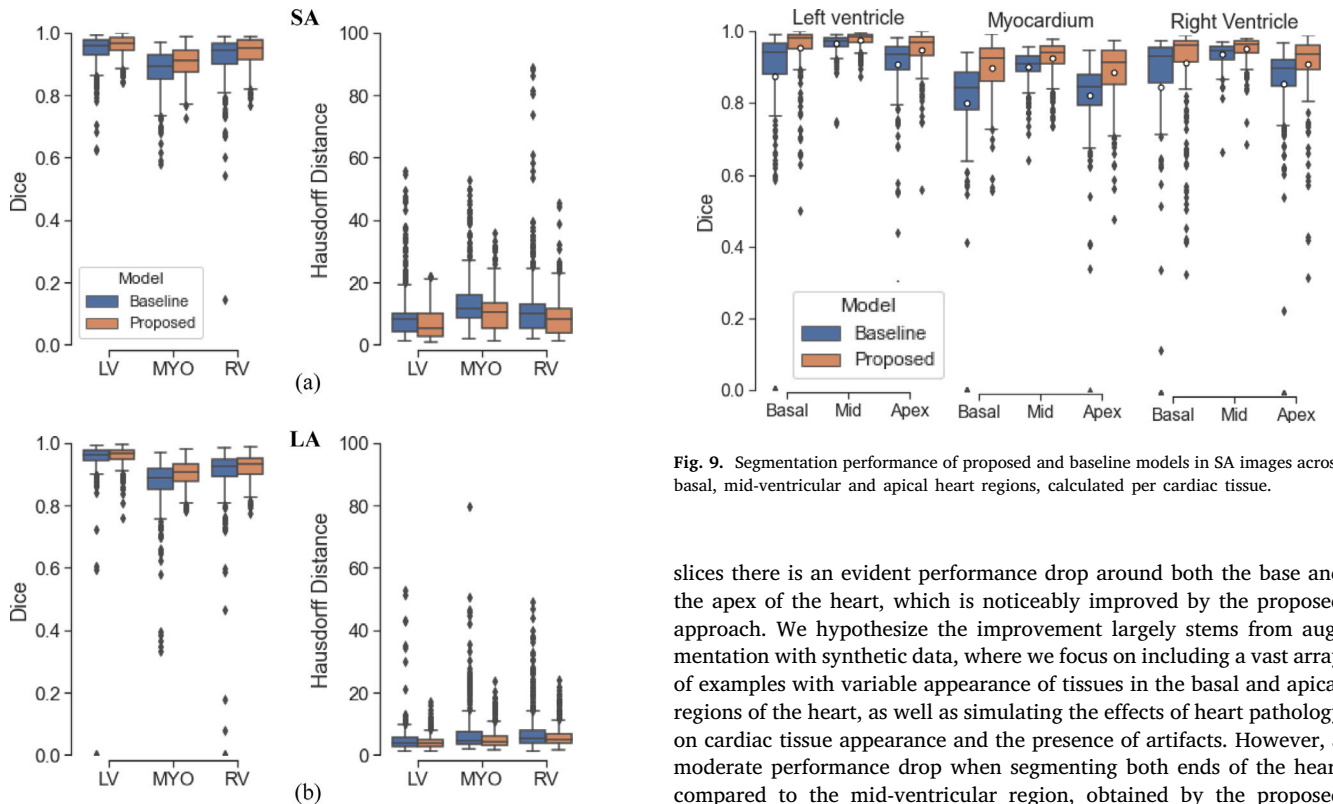 SA
1.0
0.8
0.6
0.4
0.2
0.0
Dice
Model
Baseline
Proposed
LV MYO RV
100
80
60
40
20
0
Hausdorff Distance
LV MYO RV
(a)
LA
1.0
0.8
0.6
0.4
0.2
0.0
Dice
LV MYO RV
100
80
60
40
20
0
Hausdorff Distance
LV MYO RV
(b)
Left ventricle Myocardium Right Ventricle
1.0
0.8
0.6
0.4
0.2
0.0
Dice
Model
Baseline
Proposed
Basal Mid Apex Basal Mid Apex Basal Mid Apex
Fig. 9. Segmentation performance of proposed and baseline models in SA images acros
basal, mid-ventricular and apical heart regions, calculated per cardiac tissue.
slices there is an evident performance drop around both the base and
the apex of the heart, which is noticeably improved by the proposed
approach. We hypothesize the improvement largely stems from aug
mentation with synthetic data, where we focus on including a vast array
of examples with variable appearance of tissues in the basal and apical
regions of the heart, as well as simulating the effects of heart pathology
on cardiac tissue appearance and the presence of artifacts. However,
moderate performance drop when segmenting both ends of the hear
compared to the mid-ventricular region, obtained by the proposed